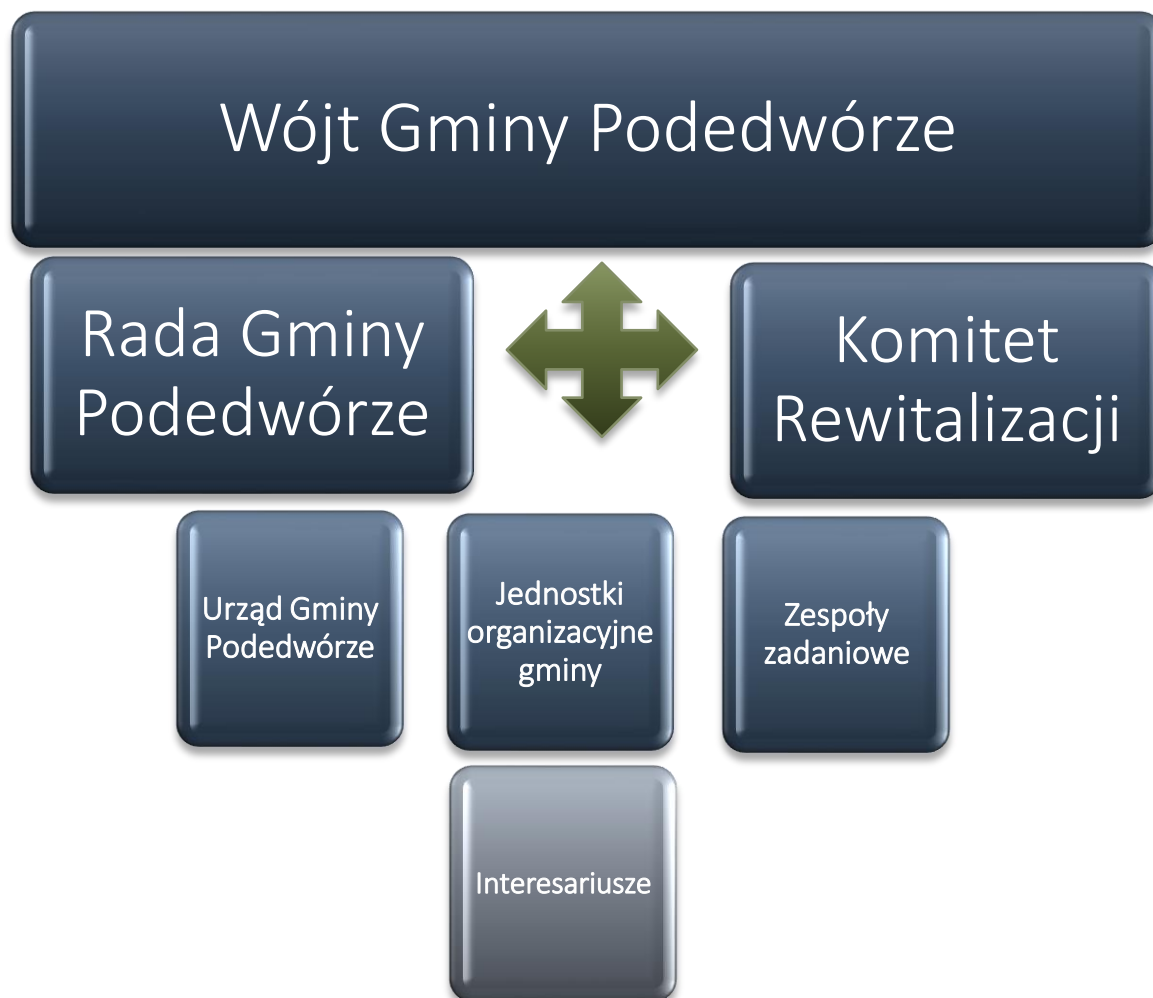 Wójt Gminy Podedwórze
Rada Gminy
Podedwórze
Komitet
Rewitalizacji
Urząd Gminy
Podedwórze
Jednostki
organizacyjne
gminy
Zespoły
zadaniowe
Interesariusze